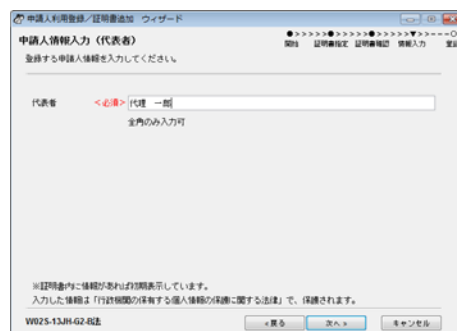 申請人利用登録／証明書追加 ウィザード
申請人情報入力（代表者）
●>>>>>●>>>>>●>>>>>▼>>---○
開始 証明書指定 証明書確認 情報入力 登録
登録する申請人情報を入力してください。
代表者 <必須> 代理 一郎
全角のみ入力可
※証明書内に情報があれば初期表示しています。
入力した情報は「行政機関の保有する個人情報の保護に関する法律」で、保護されます。
W02S-13JH-G2-B法 <戻る 次へ> キャンセル